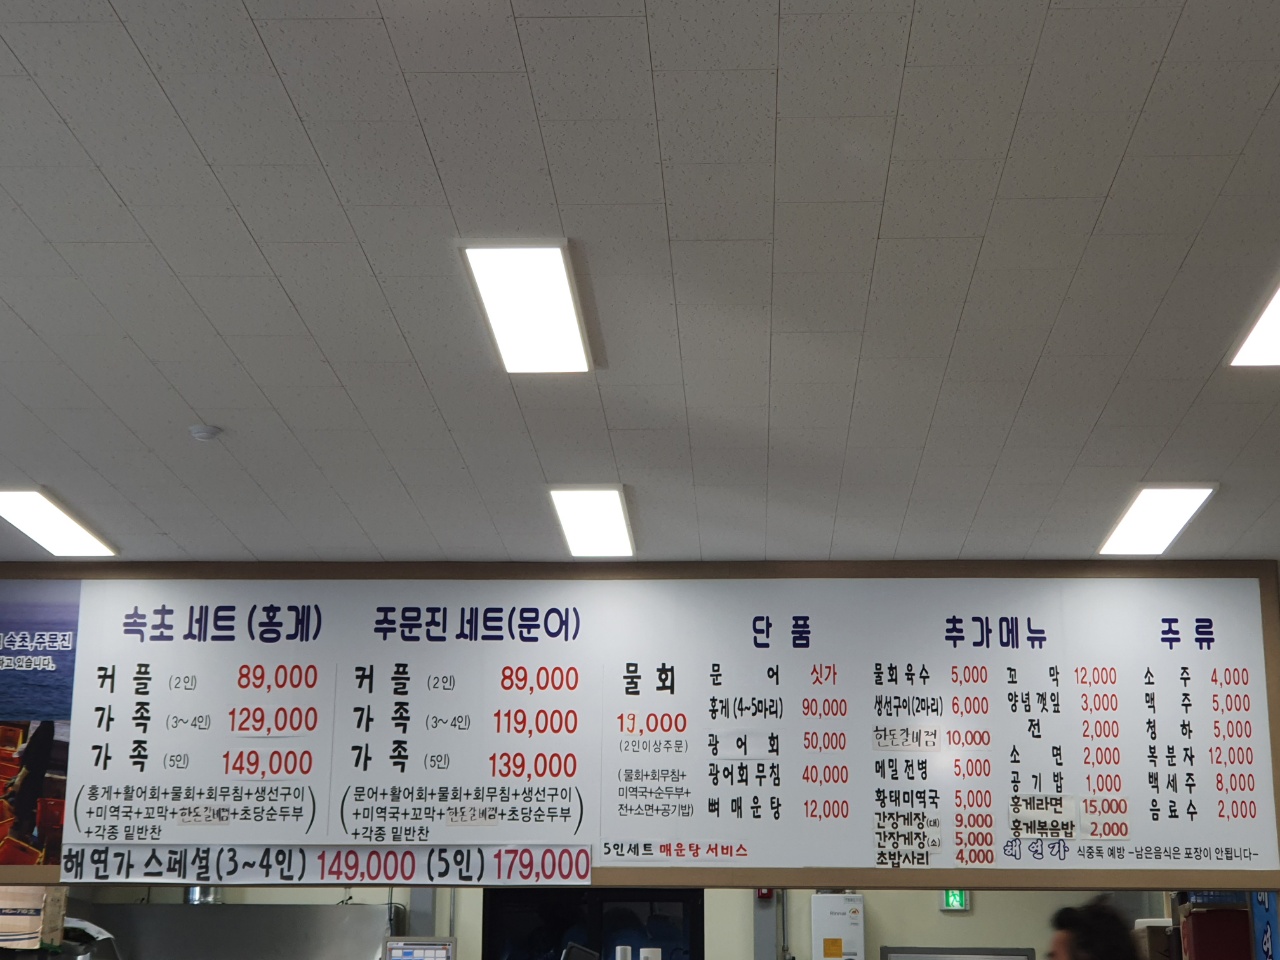 속초,주문진
있습니다.
속초 세트 (홍게)
커 플 (2인) 89,000
가 족 (3~4인) 129,000
가 족 (5인) 149,000
(홍게+활어회+물회+회무침+생선구이
+미역국+꼬막+한돈갈비찜+초당순두부
+각종 밑반찬)
주문진 세트(문어)
커 플 (2인) 89,000
가 족 (3~4인) 119,000
가 족 (5인) 139,000
(문어+활어회+물회+회무침+생선구이
+미역국+꼬막+한돈갈비찜+초당순두부
+각종 밑반찬)
해연가 스페셜(3~4인) 149,000 (5인) 179,000
단 품
물 회
19,000
(2인이상주문)
(물회+회무침+
미역국+순두부+
전+소면+공기밥)
문 어 싯가
홍게 (4~5마리) 90,000
광 어 회 50,000
광어회 무침 40,000
뼈 매 운 탕 12,000
5인세트 매운탕 서비스
추가메뉴
물 회 육 수 5,000
생선구이(2마리) 6,000
한돈갈비찜 10,000
메밀 전병 5,000
황태미역국 5,000
간장게장(대) 9,000
간장게장(소) 5,000
초밥사리 4,000
꼬 막 12,000
양념 깻잎 3,000
전 2,000
소 면 2,000
공 기 밥 1,000
홍게라면 15,000
홍게볶음밥 2,000
주 류
소 주 4,000
맥 주 5,000
청 하 5,000
복 분 자 12,000
백 세 주 8,000
음 료 수 2,000
해 연 가 식중독 예방 -남은음식은 포장이 안됩니다-